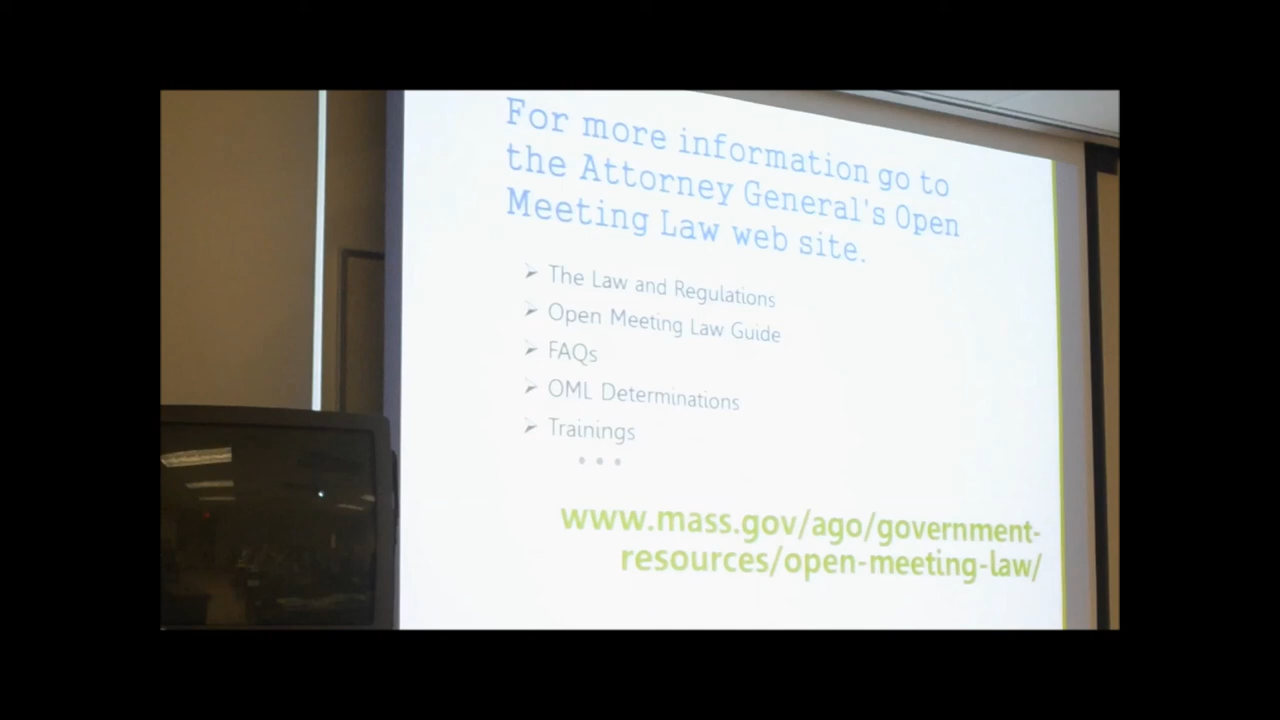 For more information go to
the Attorney General's Open
Meeting Law web site.
➢ The Law and Regulations
➢ Open Meeting Law Guide
➢ FAQs
➢ OML Determinations
➢ Trainings
• • •
www.mass.gov/ago/government-
resources/open-meeting-law/